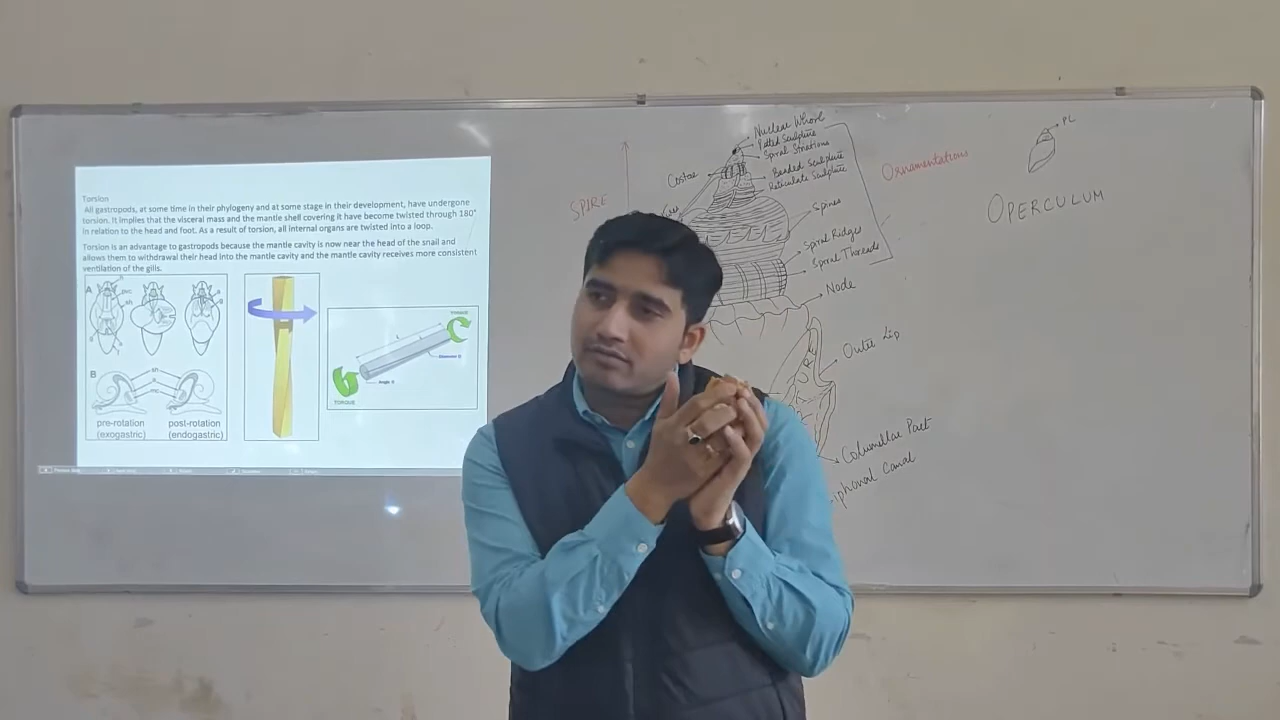 Torsion
All gastropods, at some time in their phylogeny and at some stage in their development, have undergone
torsion. It implies that the visceral mass and the mantle shell covering it have become twisted through 180°
in relation to the head and foot. As a result of torsion, all internal organs are twisted into a loop.
Torsion is an advantage to gastropods because the mantle cavity is now near the head of the snail and
allows them to withdrawal their head into the mantle cavity and the mantle cavity receives more consistent
ventilation of the gills.
A
B
pre-rotation
(exogastric)
post-rotation
(endogastric)
TORQUE
TORQUE
SPIRE
Nuclear Whorl
Spiral Striations
Beaded Sculpture
Reticulate Sculpture
Costae
Spines
Spiral Ridges
Spiral Threads
Node
Outer Lip
Columellar Part
Canal
Ornamentations
OPERCULUM